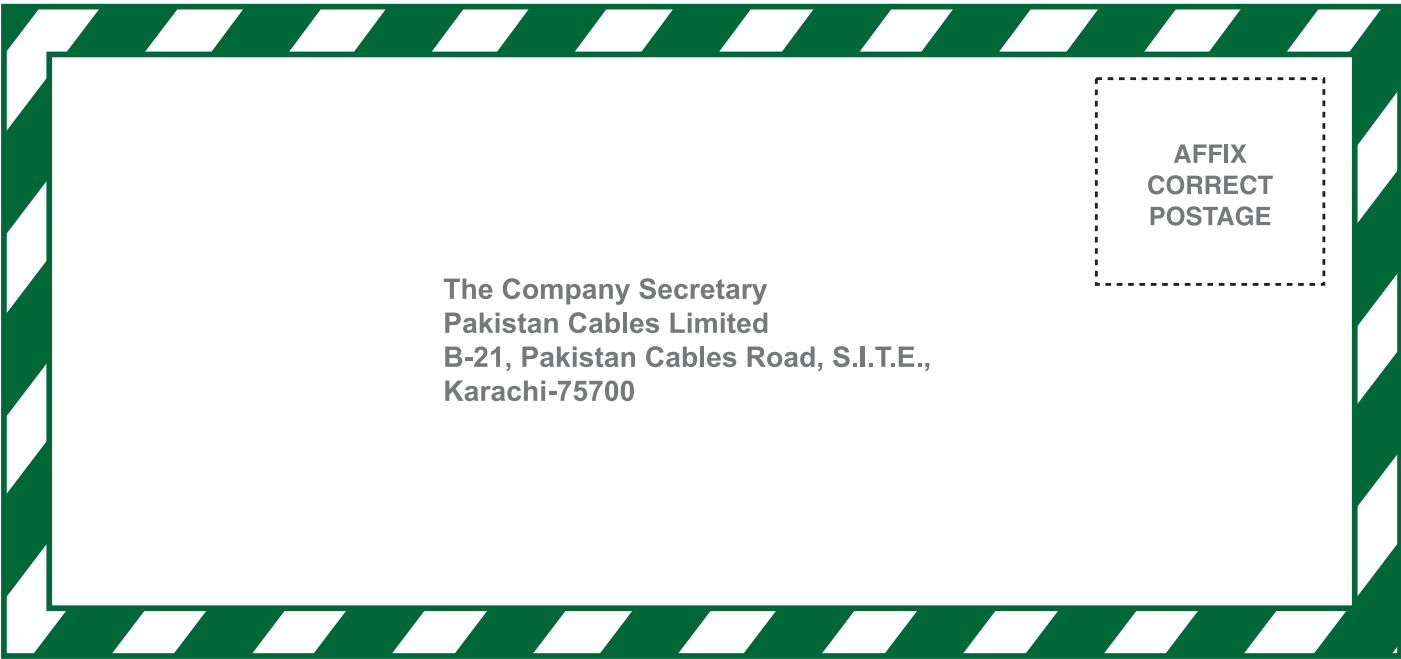 AFFIX
CORRECT
POSTAGE
The Company Secretary
Pakistan Cables Limited
B-21, Pakistan Cables Road, S.I.T.E.,
Karachi-75700